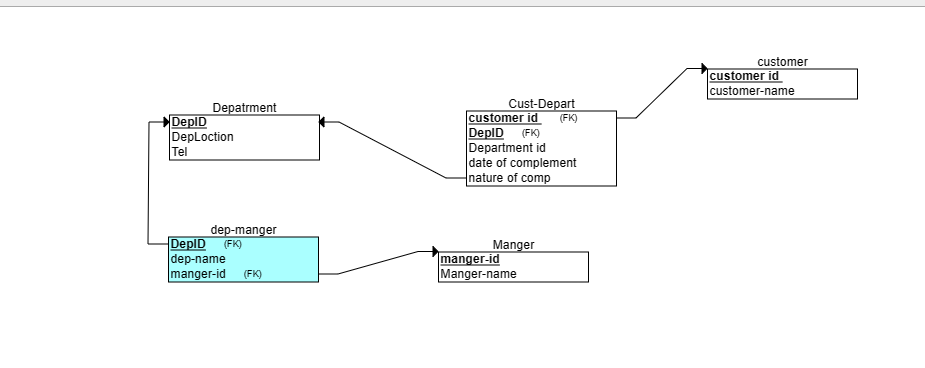 customer
customer id
customer-name
Cust-Depart
customer id (FK)
DepID (FK)
Department id
date of complement
nature of comp
Depatrment
DepID
DepLoction
Tel
dep-manger
DepID (FK)
dep-name
manger-id (FK)
Manger
manger-id
Manger-name